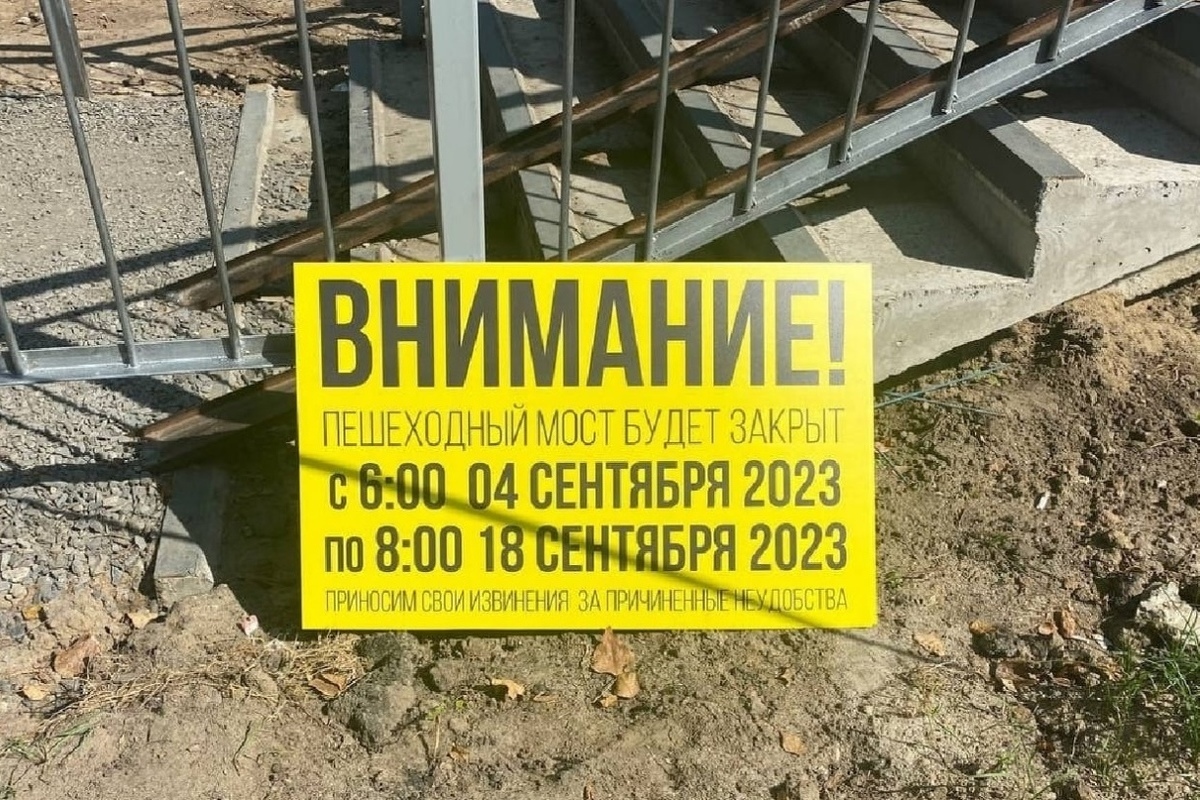 ВНИМАНИЕ!
ПЕШЕХОДНЫЙ МОСТ БУДЕТ ЗАКРЫТ
с 6:00 04 СЕНТЯБРЯ 2023
по 8:00 18 СЕНТЯБРЯ 2023
ПРИНОСИМ СВОИ ИЗВИНЕНИЯ ЗА ПРИЧИНЕННЫЕ НЕУДОБСТВА